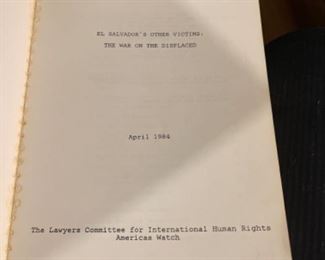 EL SALVADOR'S OTHER VICTIMS:
THE WAR ON THE DISPLACED
April 1984
The Lawyers Committee for International Human Rights
Americas Watch